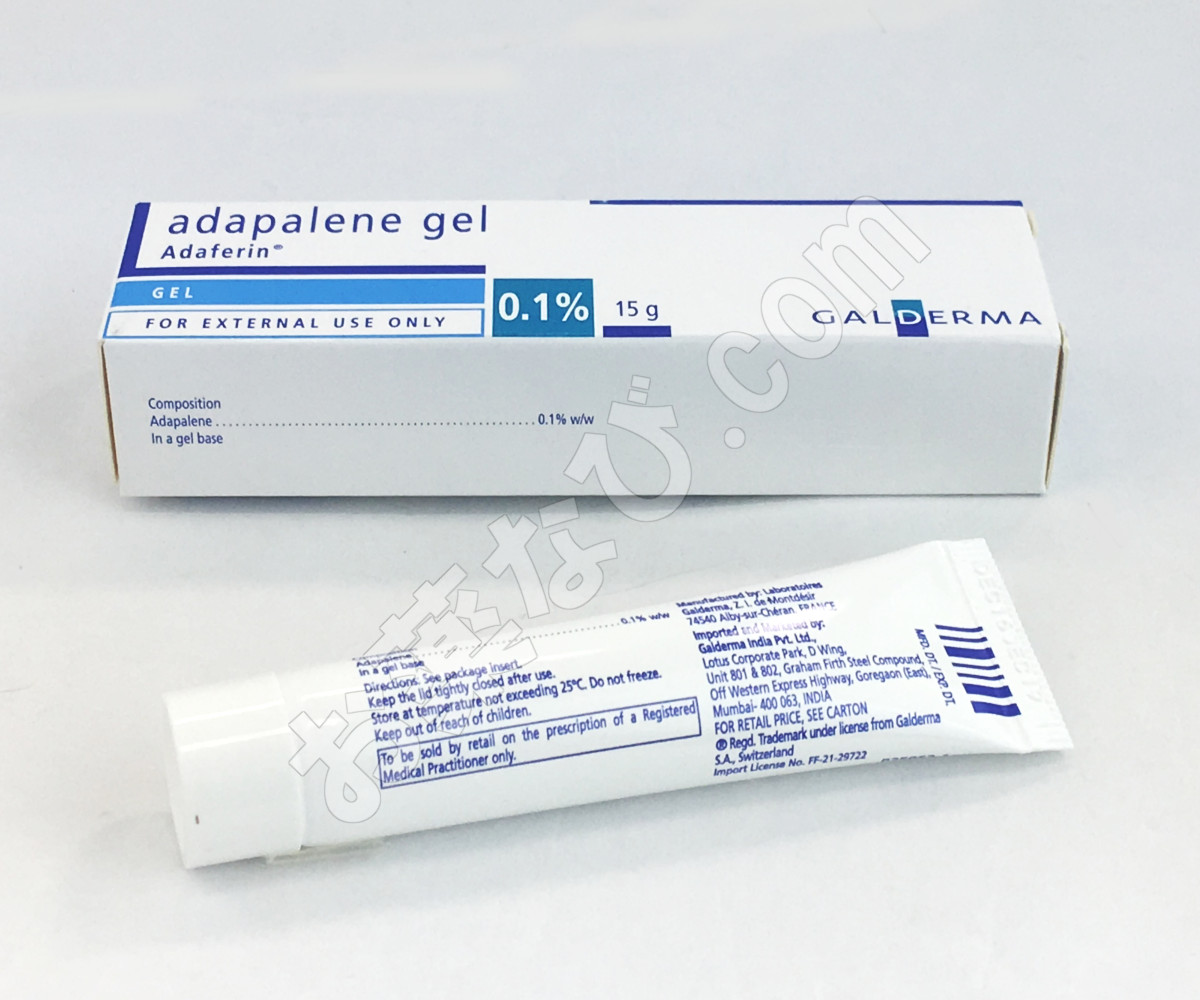 adapalene gel
Adaferin®
GEL
FOR EXTERNAL USE ONLY
0.1%
15 g
GALDERMA
Composition
Adapalene ............................................... 0.1% w/w
In a gel base
お薬なび.com
Adapalene ............................................... 0.1% w/w
In a gel base
Directions: See package insert.
Keep the lid tightly closed after use.
Store at temperature not exceeding 25°C. Do not freeze.
Keep out of reach of children.
To be sold by retail on the prescription of a Registered
Medical Practitioner only.
Manufactured by: Laboratoires
Galderma, Z. I. de Montdésir
74540 Alby-sur-Chéran FRANCE
Imported and Marketed by:
Galderma India Pvt. Ltd.,
Lotus Corporate Park, D Wing,
Unit 801 & 802, Graham Firth Steel Compound,
Off Western Express Highway, Goregaon (East),
Mumbai- 400 063, INDIA
FOR RETAIL PRICE, SEE CARTON
® Regd. Trademark under license from Galderma
S.A., Switzerland
Import License No. FF-21-29722
MFD. DT. / EXP. DT.